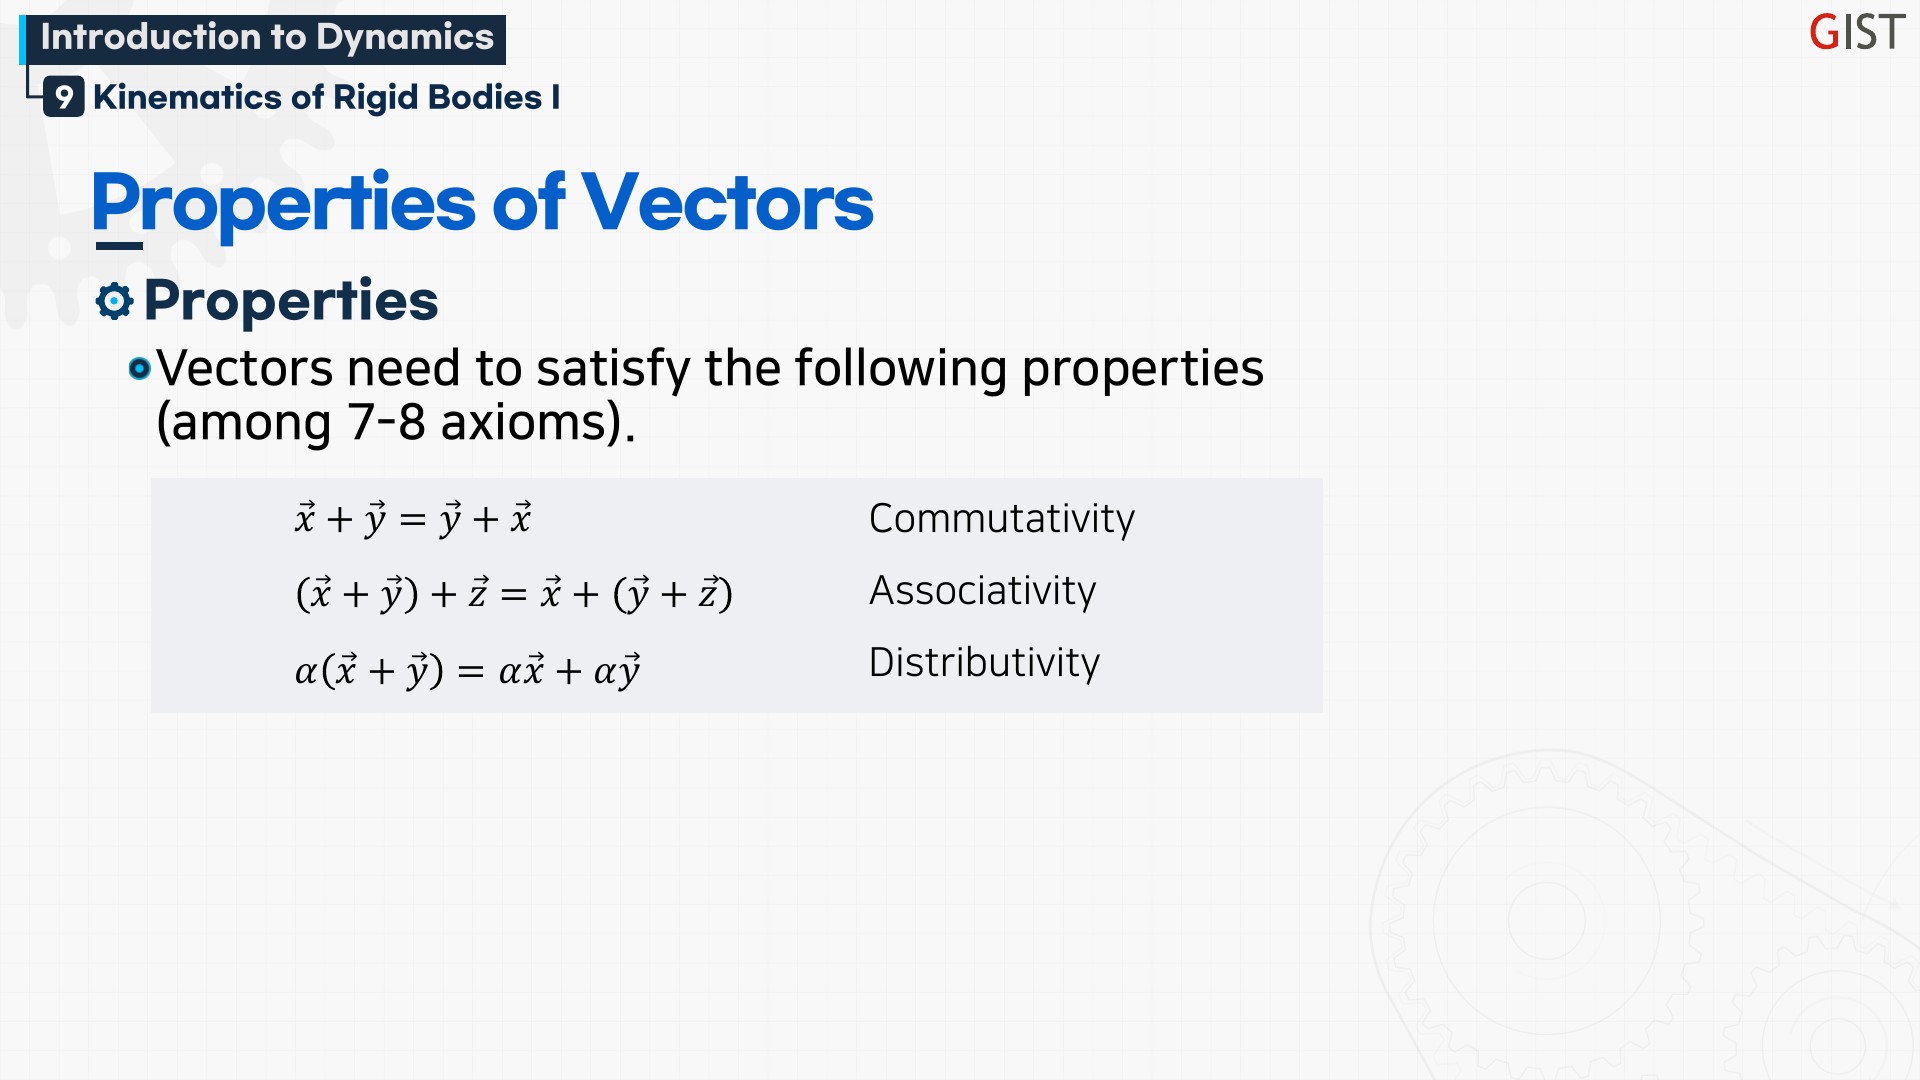 Introduction to Dynamics
GIST
9 Kinematics of Rigid Bodies I
Properties of Vectors
Properties
Vectors need to satisfy the following properties
(among 7-8 axioms).
x⃗ + y⃗ = y⃗ + x⃗ Commutativity
(x⃗ + y⃗) + z⃗ = x⃗ + (y⃗ + z⃗) Associativity
α(x⃗ + y⃗) = αx⃗ + αy⃗ Distributivity